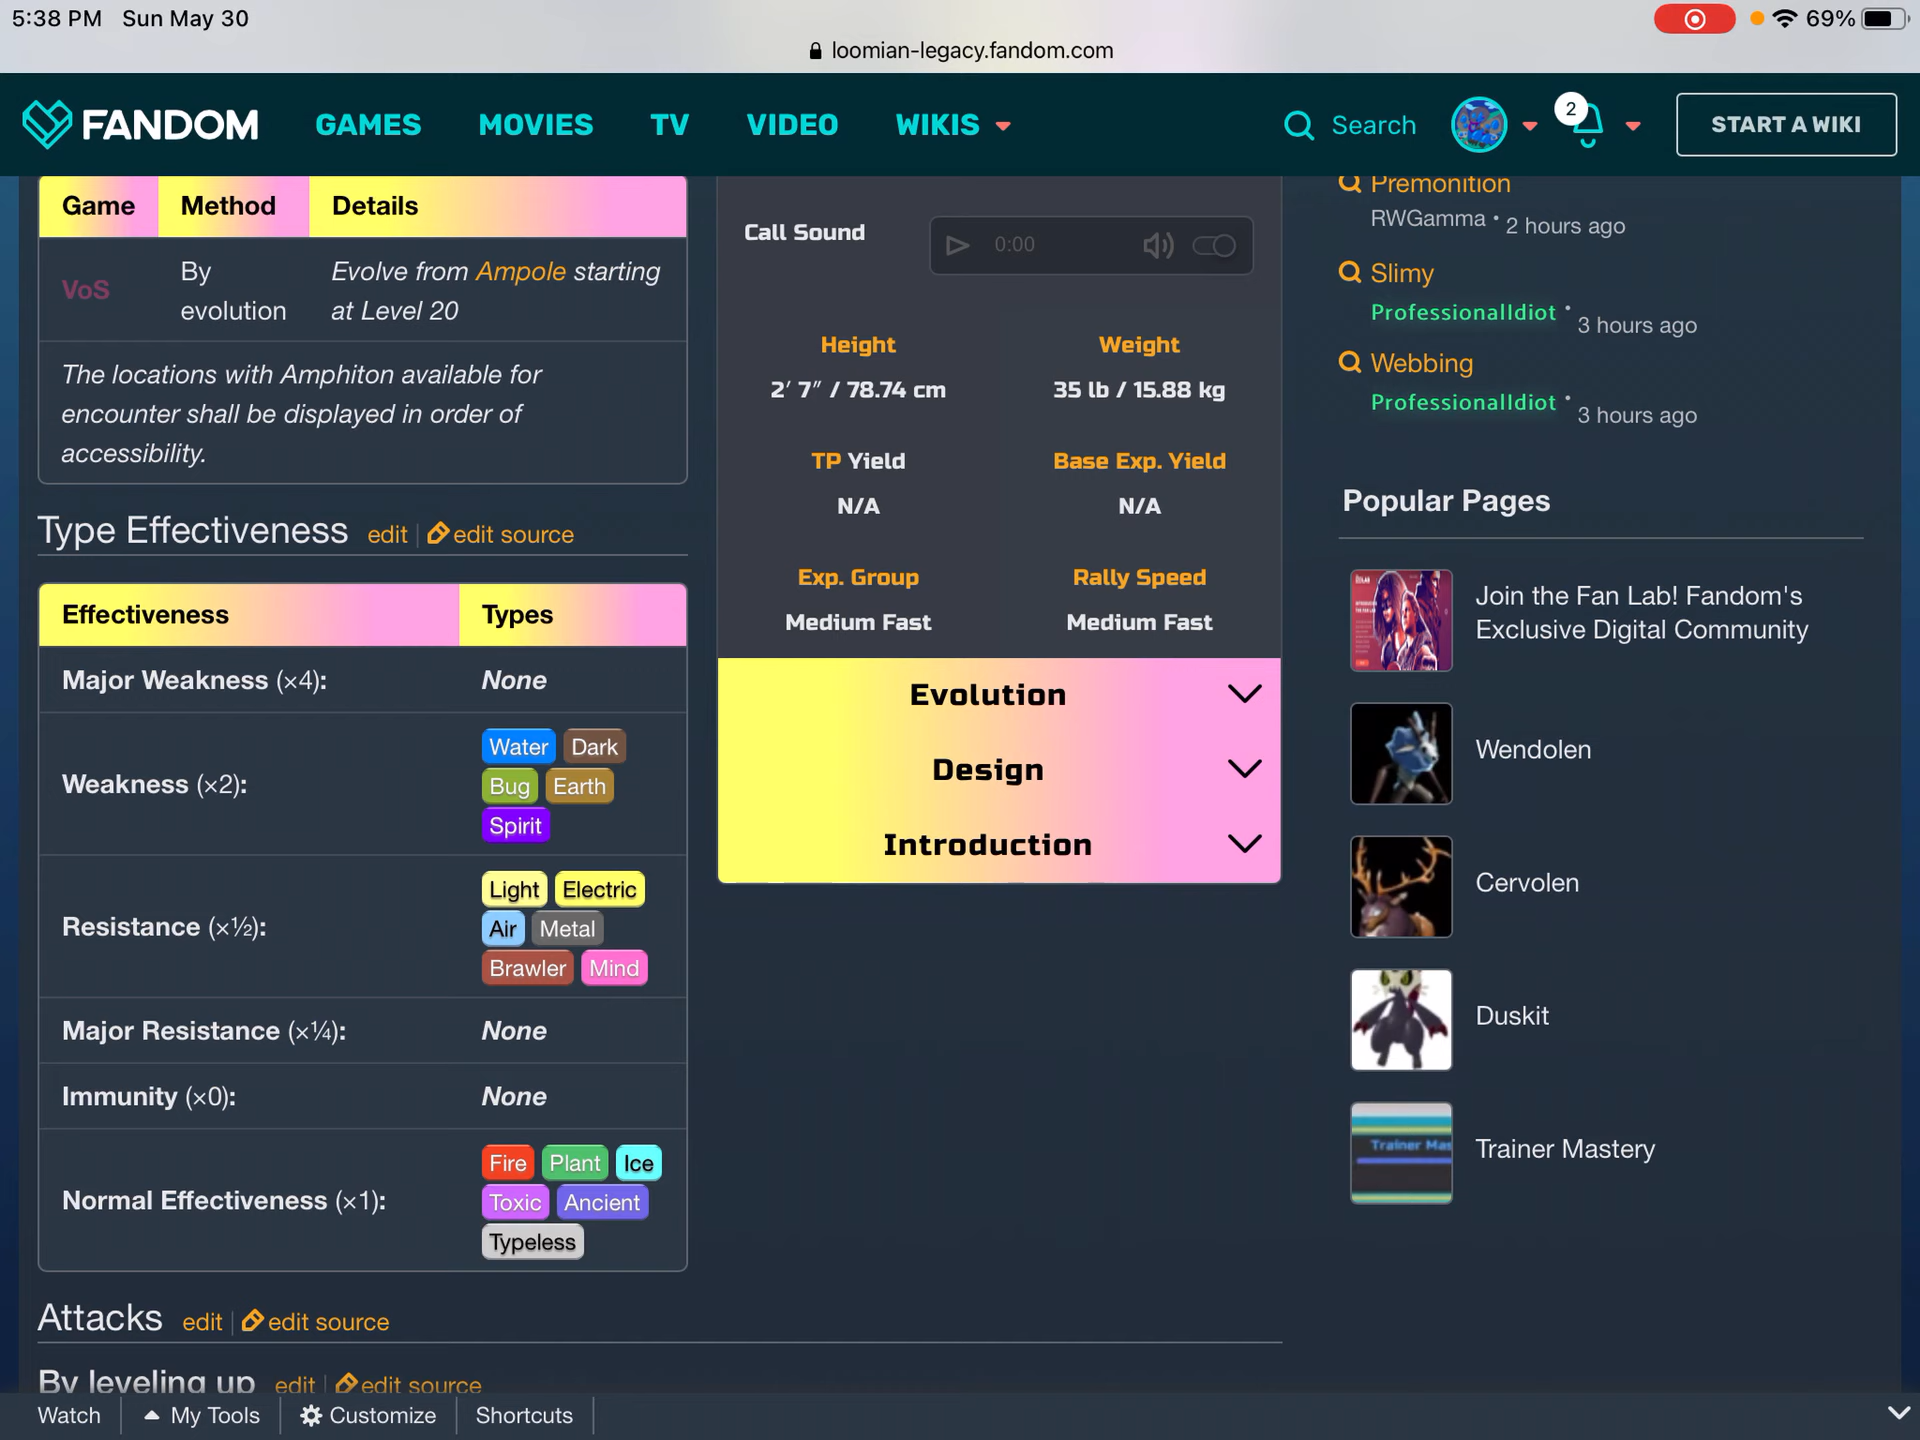 5:38 PM Sun May 30
69%
loomian-legacy.fandom.com
FANDOM
GAMES MOVIES TV VIDEO WIKIS
Search
2
START A WIKI
Game Method Details
VoS
By evolution
Evolve from Ampole starting
at Level 20
The locations with Amphiton available for
encounter shall be displayed in order of
accessibility.
Type Effectiveness edit edit source
Effectiveness Types
Major Weakness (×4): None
Weakness (×2):
Water Dark
Bug Earth
Spirit
Resistance (×½):
Light Electric
Air Metal
Brawler Mind
Major Resistance (×¼): None
Immunity (×0): None
Normal Effectiveness (×1):
Fire Plant Ice
Toxic Ancient
Typeless
Attacks edit edit source
By leveling up edit edit source
Call Sound
0:00
Height Weight
2′ 7″ / 78.74 cm 35 lb / 15.88 kg
TP Yield Base Exp. Yield
N/A N/A
Exp. Group Rally Speed
Medium Fast Medium Fast
Evolution
Design
Introduction
Premonition
RWGamma • 2 hours ago
Slimy
ProfessionalIdiot • 3 hours ago
Webbing
ProfessionalIdiot • 3 hours ago
Popular Pages
Join the Fan Lab! Fandom's
Exclusive Digital Community
Wendolen
Cervolen
Duskit
Trainer Mas
Trainer Mastery
Watch My Tools Customize Shortcuts